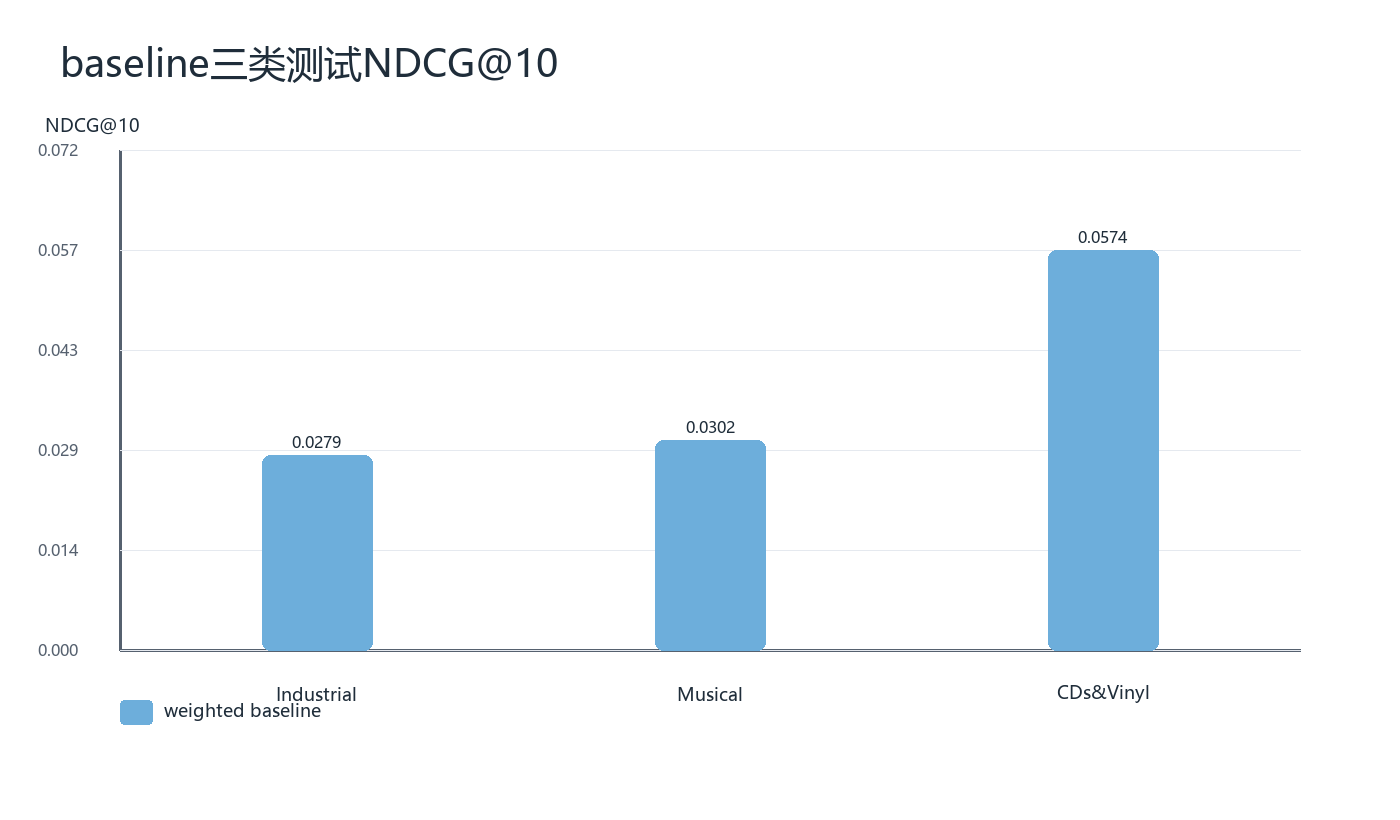 baseline三类测试NDCG@10
NDCG@10
0.072
0.057
0.043
0.029
0.014
0.000
0.0279
0.0302
0.0574
Industrial
Musical
CDs&Vinyl
weighted baseline